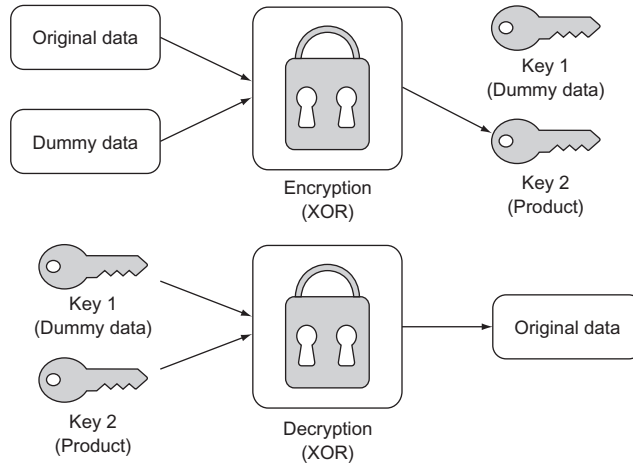 Original data
Dummy data
Encryption
(XOR)
Key 1
(Dummy data)
Key 2
(Product)
Key 1
(Dummy data)
Key 2
(Product)
Decryption
(XOR)
Original data